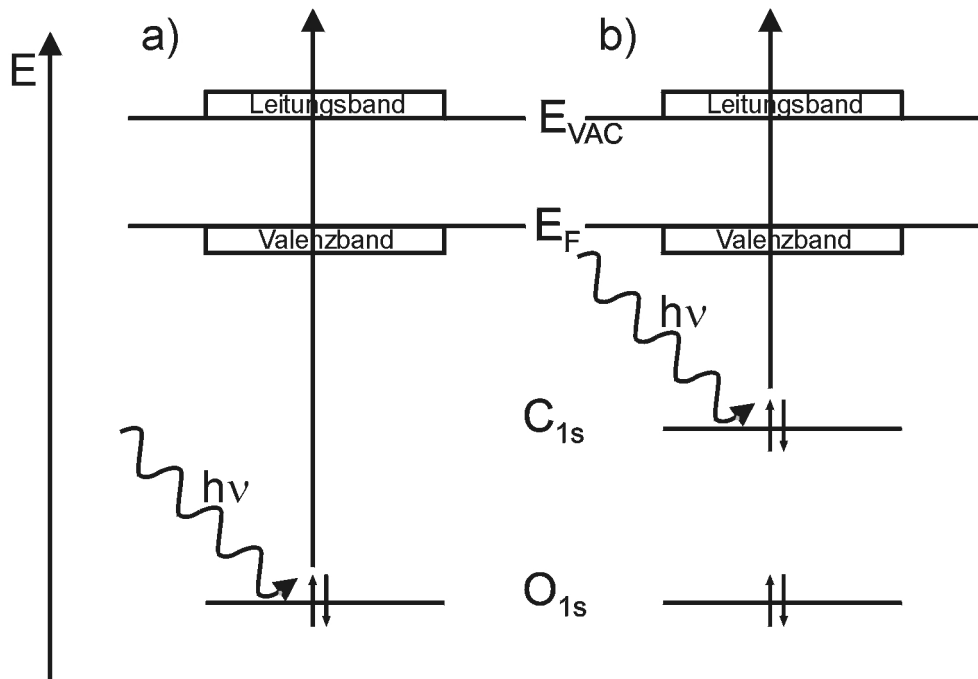 a)
b)
E
Leitungsband
Leitungsband
E_VAC
E_F
Valenzband
Valenzband
hν
C_1s
hν
O_1s